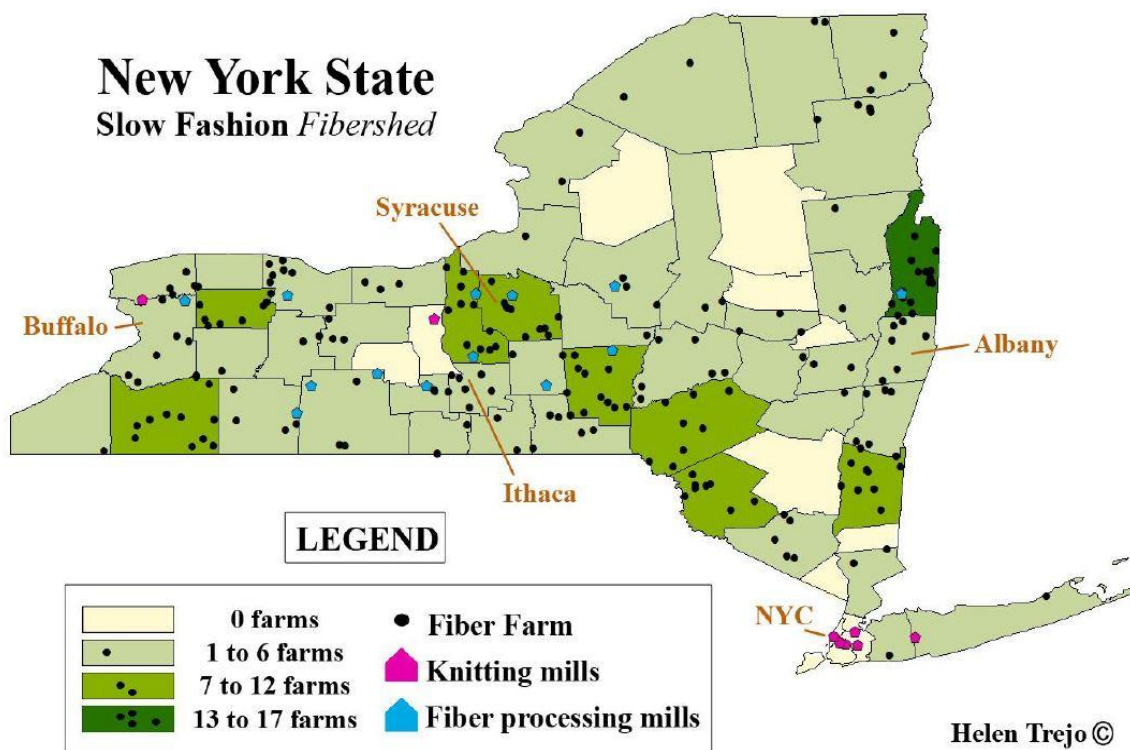 New York State
Slow Fashion Fibershed
Syracuse
Buffalo
Albany
Ithaca
NYC
LEGEND
0 farms
1 to 6 farms
7 to 12 farms
13 to 17 farms
Fiber Farm
Knitting mills
Fiber processing mills
Helen Trejo ©